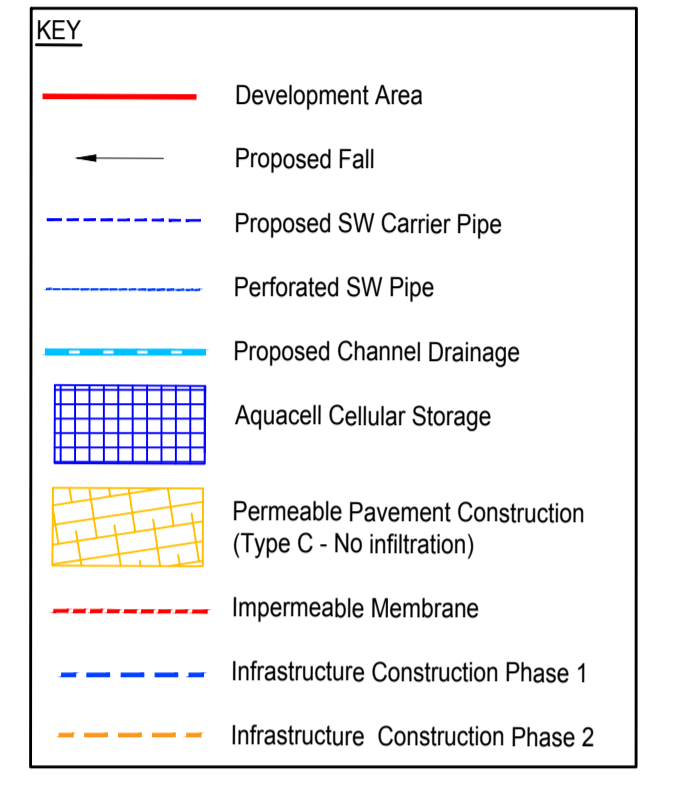 KEY
Development Area
Proposed Fall
Proposed SW Carrier Pipe
Perforated SW Pipe
Proposed Channel Drainage
Aquacell Cellular Storage
Permeable Pavement Construction
(Type C - No infiltration)
Impermeable Membrane
Infrastructure Construction Phase 1
Infrastructure  Construction Phase 2